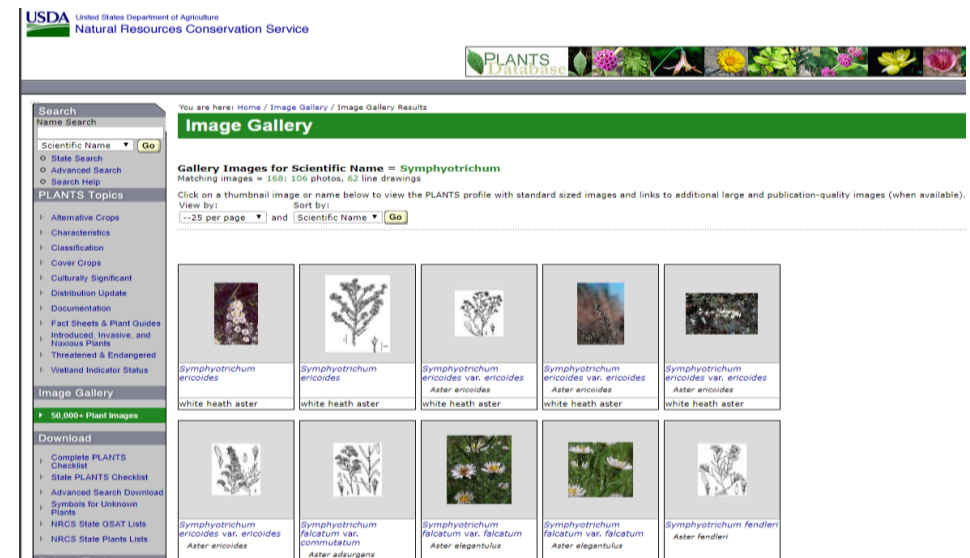 USDA United States Department of Agriculture
Natural Resources Conservation Service
PLANTS
Database
Search
Name Search
Scientific Name Go
State Search
Advanced Search
Search Help
PLANTS Topics
Alternative Crops
Characteristics
Classification
Cover Crops
Culturally Significant
Distribution Update
Documentation
Fact Sheets & Plant Guides
Introduced, Invasive, and
Noxious Plants
Threatened & Endangered
Wetland Indicator Status
Image Gallery
50,000+ Plant Images
Download
Complete PLANTS
Checklist
State PLANTS Checklist
Advanced Search Download
Symbols for Unknown
Plants
NRCS State GSAT Lists
NRCS State Plants Lists
You are here: Home / Image Gallery / Image Gallery Results
Image Gallery
Gallery Images for Scientific Name = Symphyotrichum
Matching images = 168: 106 photos, 62 line drawings
Click on a thumbnail image or name below to view the PLANTS profile with standard sized images and links to additional large and publication-quality images (when available).
View by: Sort by:
--25 per page and Scientific Name Go
Symphyotrichum
ericoides
white heath aster
Symphyotrichum
ericoides
white heath aster
Symphyotrichum
ericoides var. ericoides
Aster ericoides
white heath aster
Symphyotrichum
ericoides var. ericoides
Aster ericoides
white heath aster
Symphyotrichum
ericoides var. ericoides
Aster ericoides
white heath aster
Symphyotrichum
ericoides var. ericoides
Aster ericoides
Symphyotrichum
falcatum var.
commutatum
Aster adsurgens
Symphyotrichum
falcatum var. falcatum
Aster elegantulus
Symphyotrichum
falcatum var. falcatum
Aster elegantulus
Symphyotrichum fendleri
Aster fendleri